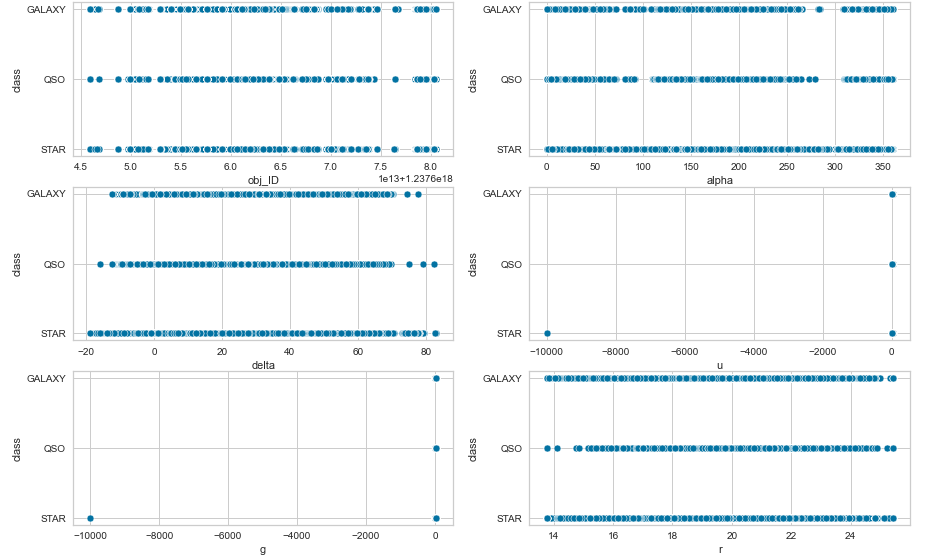 GALAXY
QSO
STAR
class
4.5 5.0 5.5 6.0 6.5 7.0 7.5 8.0
obj_ID
1e13+1.2376e18
GALAXY
QSO
STAR
class
0 50 100 150 200 250 300 350
alpha
GALAXY
QSO
STAR
class
−20 0 20 40 60 80
delta
GALAXY
QSO
STAR
class
−10000 −8000 −6000 −4000 −2000 0
u
GALAXY
QSO
STAR
class
−10000 −8000 −6000 −4000 −2000 0
g
GALAXY
QSO
STAR
class
14 16 18 20 22 24
r